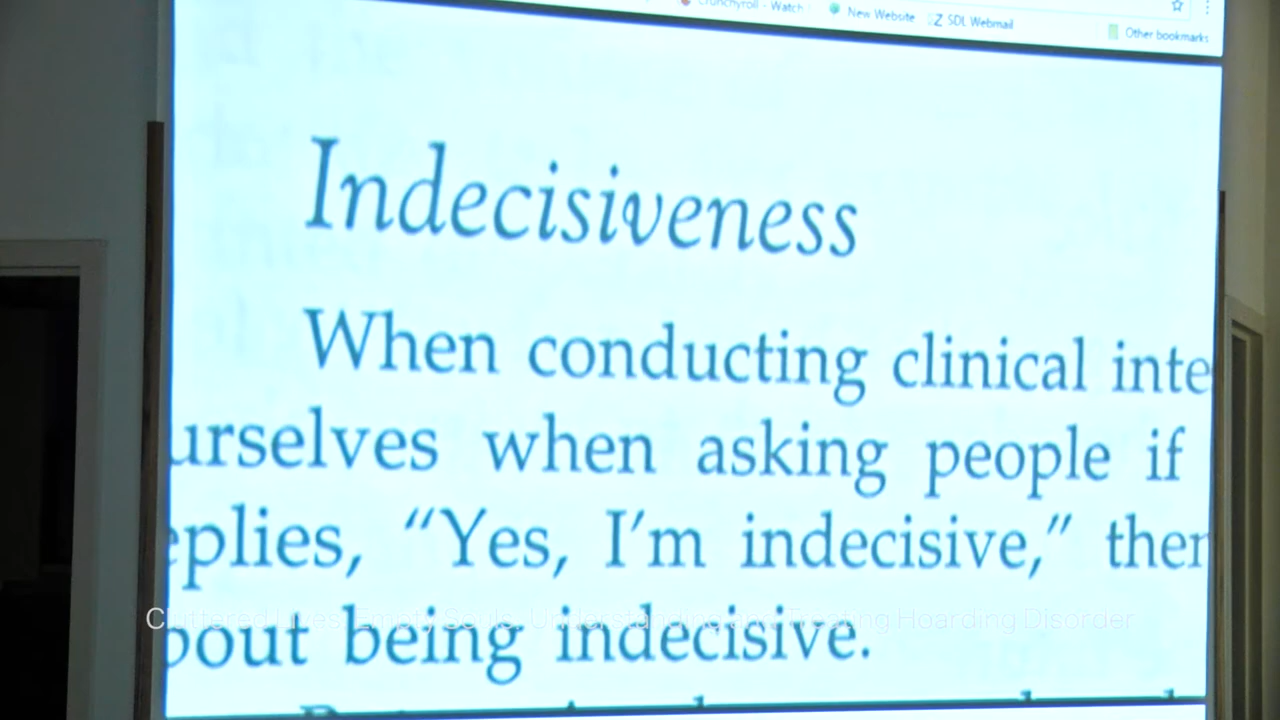 Crunchyroll - Watch New Website SDL Webmail Other bookmarks
Indecisiveness
When conducting clinical inte
urselves when asking people if
eplies, “Yes, I’m indecisive,” then
Cluttered Lives, Empty Souls: Understanding and Treating Hoarding Disorder
bout being indecisive.